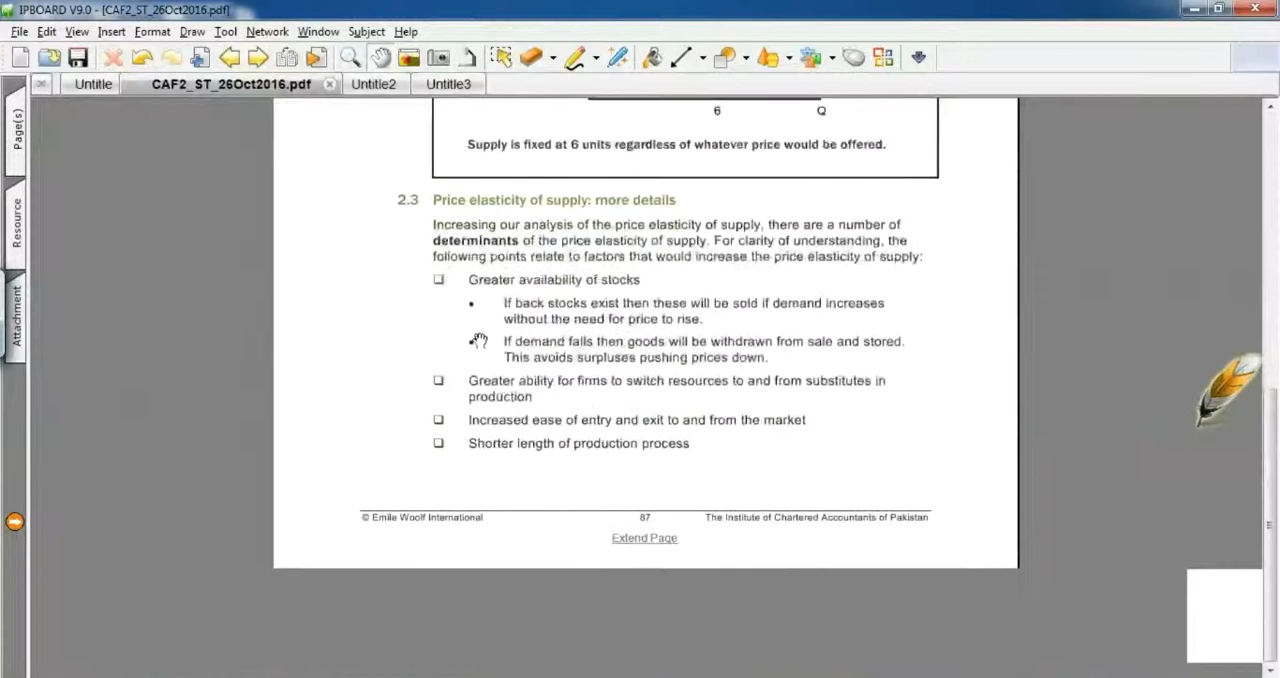 IPBOARD V9.0 - [CAF2_ST_26Oct2016.pdf]
File Edit View Insert Format Draw Tool Network Window Subject Help
Untitle CAF2_ST_26Oct2016.pdf Untitle2 Untitle3
Page(s)
Resource
Attachment
6 Q
Supply is fixed at 6 units regardless of whatever price would be offered.
2.3 Price elasticity of supply: more details
Increasing our analysis of the price elasticity of supply, there are a number of
determinants of the price elasticity of supply. For clarity of understanding, the
following points relate to factors that would increase the price elasticity of supply:
❑ Greater availability of stocks
• If back stocks exist then these will be sold if demand increases
without the need for price to rise.
• If demand falls then goods will be withdrawn from sale and stored.
This avoids surpluses pushing prices down.
❑ Greater ability for firms to switch resources to and from substitutes in
production
❑ Increased ease of entry and exit to and from the market
❑ Shorter length of production process
© Emile Woolf International 87 The Institute of Chartered Accountants of Pakistan
Extend Page